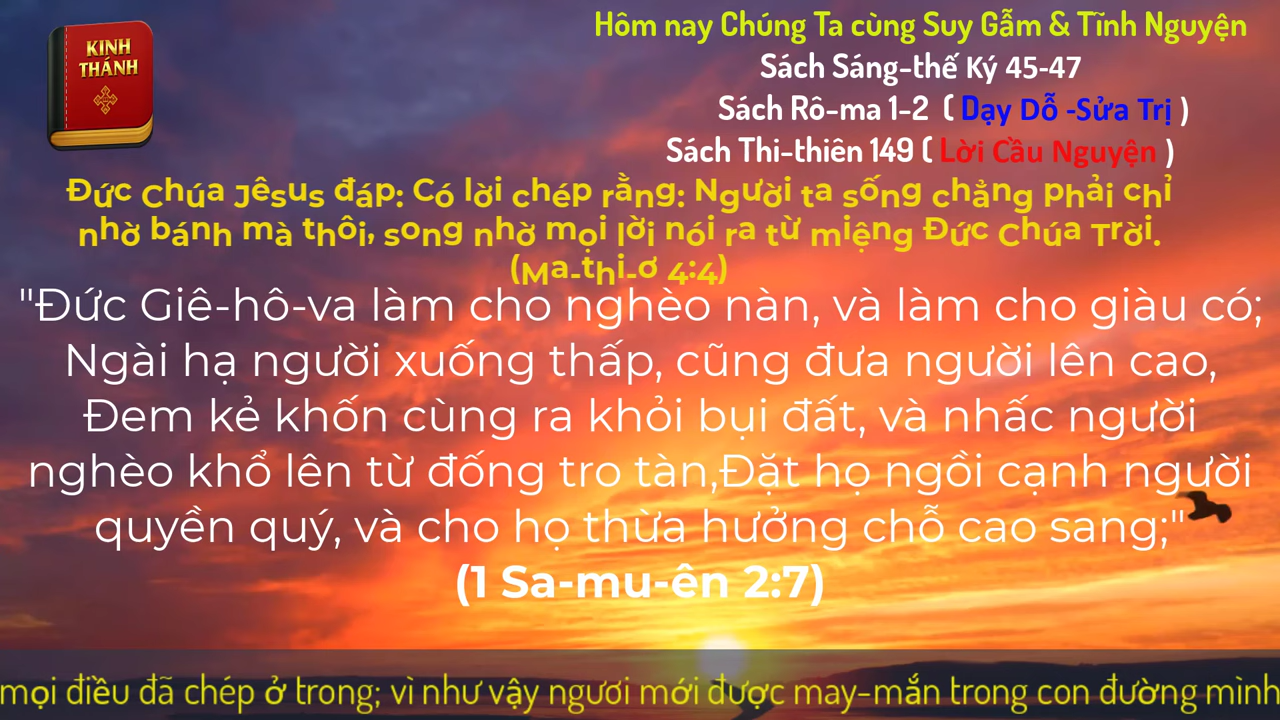 KINH
THÁNH
Hôm nay Chúng Ta cùng Suy Gẫm & Tĩnh Nguyện
Sách Sáng-thế Ký 45-47
Sách Rô-ma 1-2 ( Dạy Dỗ -Sửa Trị )
Sách Thi-thiên 149 ( Lời Cầu Nguyện )
Đức Chúa Jêsus đáp: Có lời chép rằng: Người ta sống chẳng phải chỉ
nhờ bánh mà thôi, song nhờ mọi lời nói ra từ miệng Đức Chúa Trời.
(Ma-thi-ơ 4:4)
"Đức Giê-hô-va làm cho nghèo nàn, và làm cho giàu có;
Ngài hạ người xuống thấp, cũng đưa người lên cao,
Đem kẻ khốn cùng ra khỏi bụi đất, và nhấc người
nghèo khổ lên từ đống tro tàn,Đặt họ ngồi cạnh người
quyền quý, và cho họ thừa hưởng chỗ cao sang;"
(1 Sa-mu-ên 2:7)
mọi điều đã chép ở trong; vì như vậy ngươi mới được may-mắn trong con đường mình